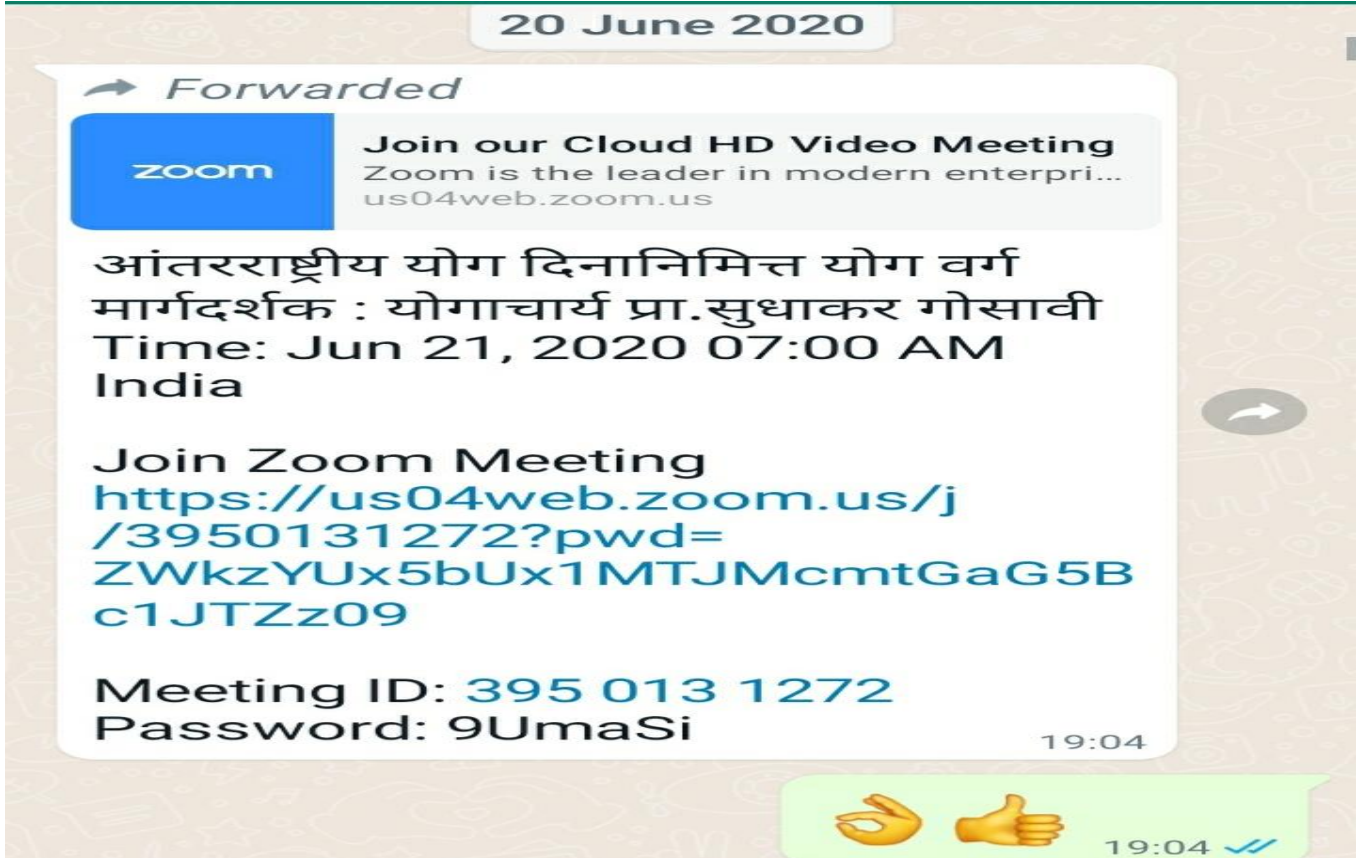 20 June 2020
Forwarded
zoom
Join our Cloud HD Video Meeting
Zoom is the leader in modern enterpri...
us04web.zoom.us
आंतरराष्ट्रीय योग दिनानिमित्त योग वर्ग
मार्गदर्शक : योगाचार्य प्रा.सुधाकर गोसावी
Time: Jun 21, 2020 07:00 AM
India
Join Zoom Meeting
https://us04web.zoom.us/j
/3950131272?pwd=
ZWkzYUx5bUx1MTJMcmtGaG5B
c1JTZz09
Meeting ID: 395 013 1272
Password: 9UmaSi
19:04
👌 👍
19:04